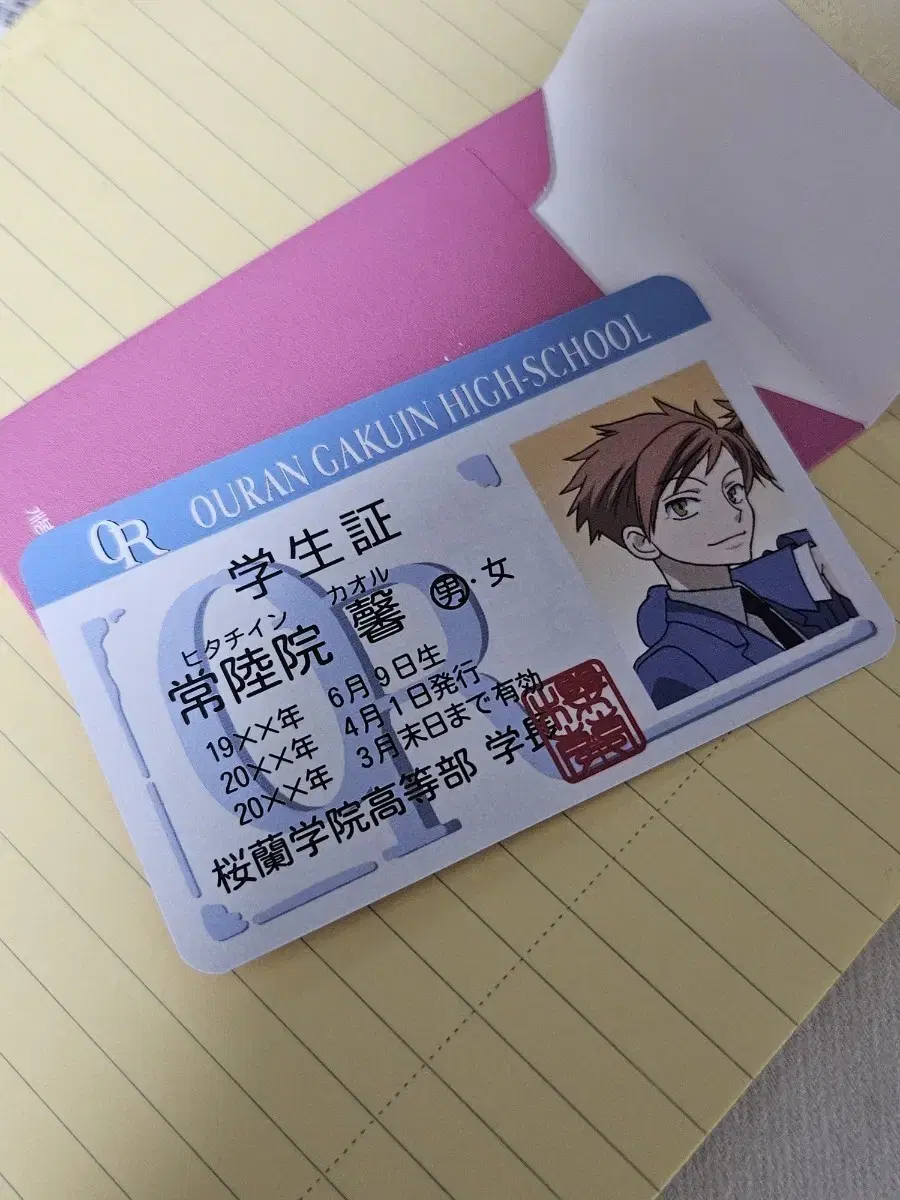 OR OURAN GAKUIN HIGH-SCHOOL
学生証
ヒタチイン カオル
常陸院 馨 男・女
19××年 6月9日生
20××年 4月1日発行
20××年 3月末日まで有効
桜蘭学院高等部 学長
OR